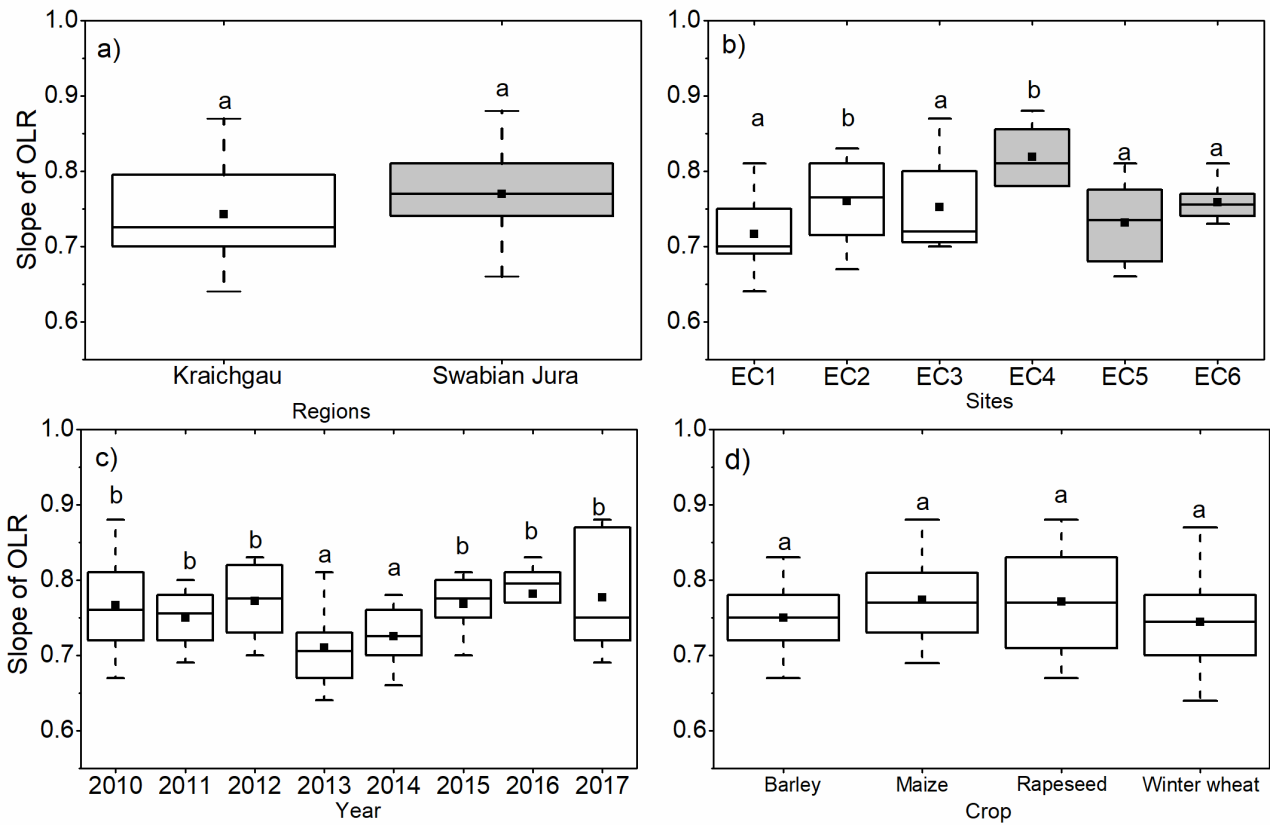 a)
Slope of OLR
1.0
0.9
0.8
0.7
0.6
a
a
Kraichgau
Swabian Jura
Regions
b)
1.0
0.9
0.8
0.7
0.6
a
b
a
b
a
a
EC1
EC2
EC3
EC4
EC5
EC6
Sites
c)
Slope of OLR
1.0
0.9
0.8
0.7
0.6
b
b
b
a
a
b
b
b
2010
2011
2012
2013
2014
2015
2016
2017
Year
d)
1.0
0.9
0.8
0.7
0.6
a
a
a
a
Barley
Maize
Rapeseed
Winter wheat
Crop